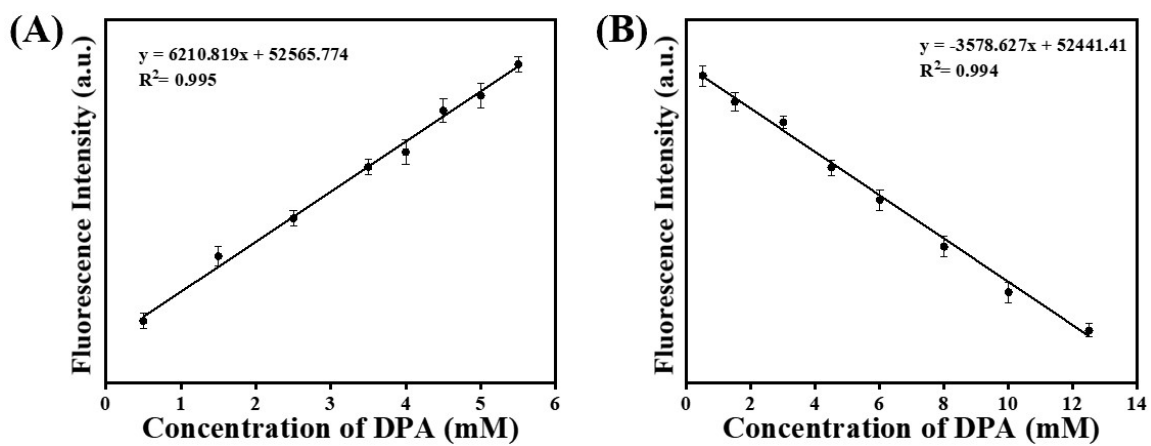 (A)
y = 6210.819x + 52565.774
R²= 0.995
Fluorescence Intensity (a.u.)
0 1 2 3 4 5 6
Concentration of DPA (mM)
(B)
y = -3578.627x + 52441.41
R²= 0.994
Fluorescence Intensity (a.u.)
0 2 4 6 8 10 12 14
Concentration of DPA (mM)